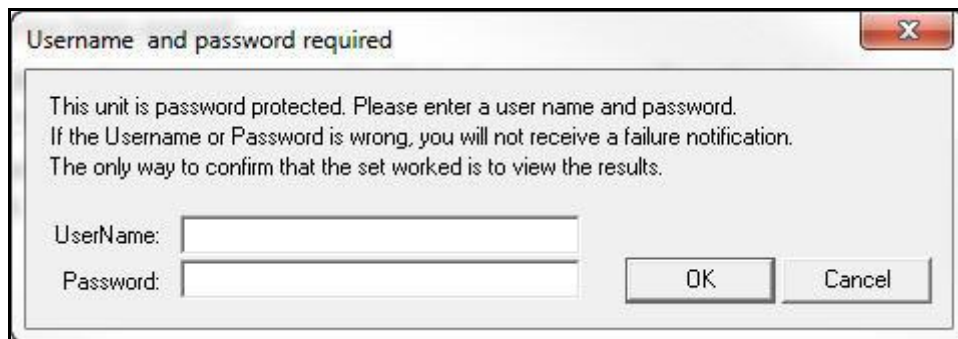 Username and password required
This unit is password protected. Please enter a user name and password.
If the Username or Password is wrong, you will not receive a failure notification.
The only way to confirm that the set worked is to view the results.
UserName:
Password:
OK
Cancel